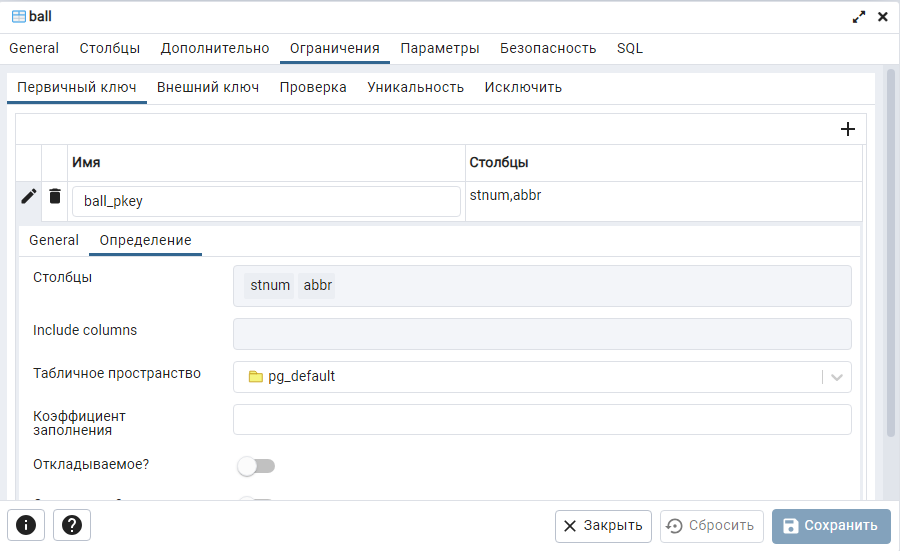 ball
General Столбцы Дополнительно Ограничения Параметры Безопасность SQL
Первичный ключ Внешний ключ Проверка Уникальность Исключить
Имя Столбцы
ball_pkey stnum,abbr
General Определение
Столбцы stnum abbr
Include columns
Табличное пространство pg_default
Коэффициент
заполнения
Откладываемое?
Закрыть Сбросить Сохранить